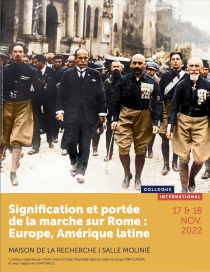 COLLOQUE
INTERNATIONAL
Signification et portée
de la marche sur Rome :
Europe, Amérique latine
17 & 18
NOV.
2022
MAISON DE LA RECHERCHE | SALLE MOLINIÉ